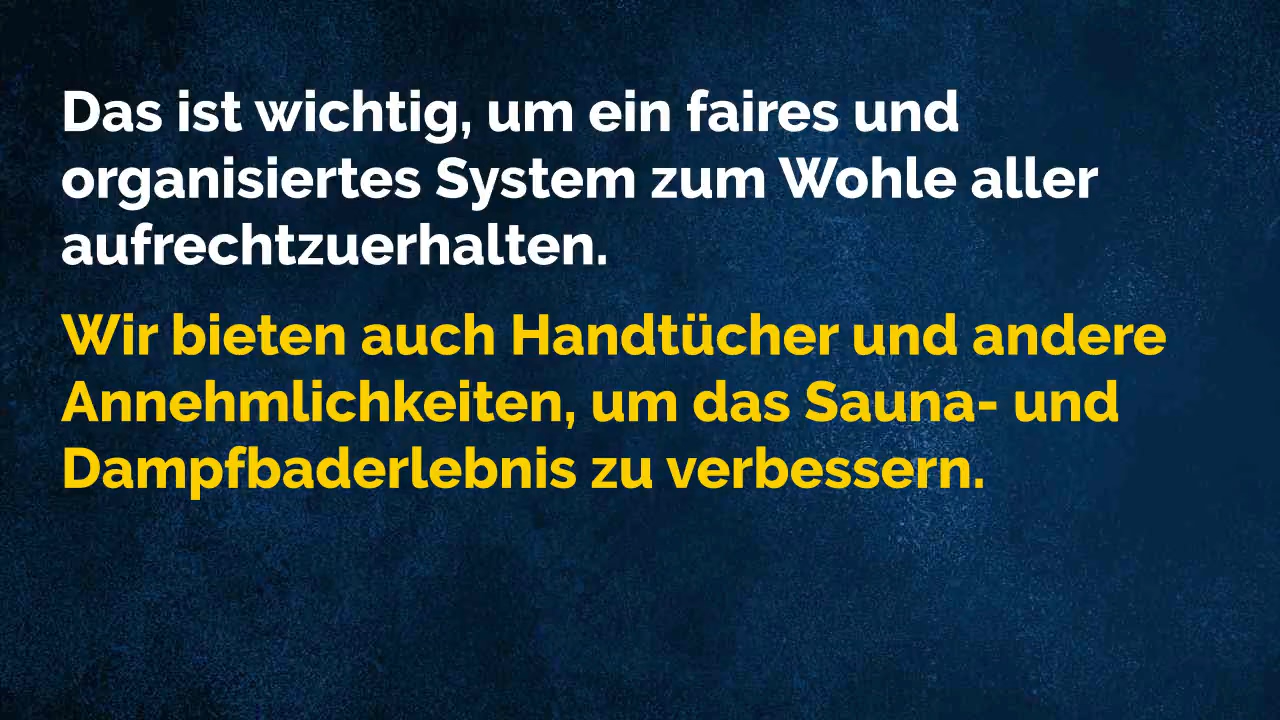 Das ist wichtig, um ein faires und
organisiertes System zum Wohle aller
aufrechtzuerhalten.
Wir bieten auch Handtücher und andere
Annehmlichkeiten, um das Sauna- und
Dampfbaderlebnis zu verbessern.